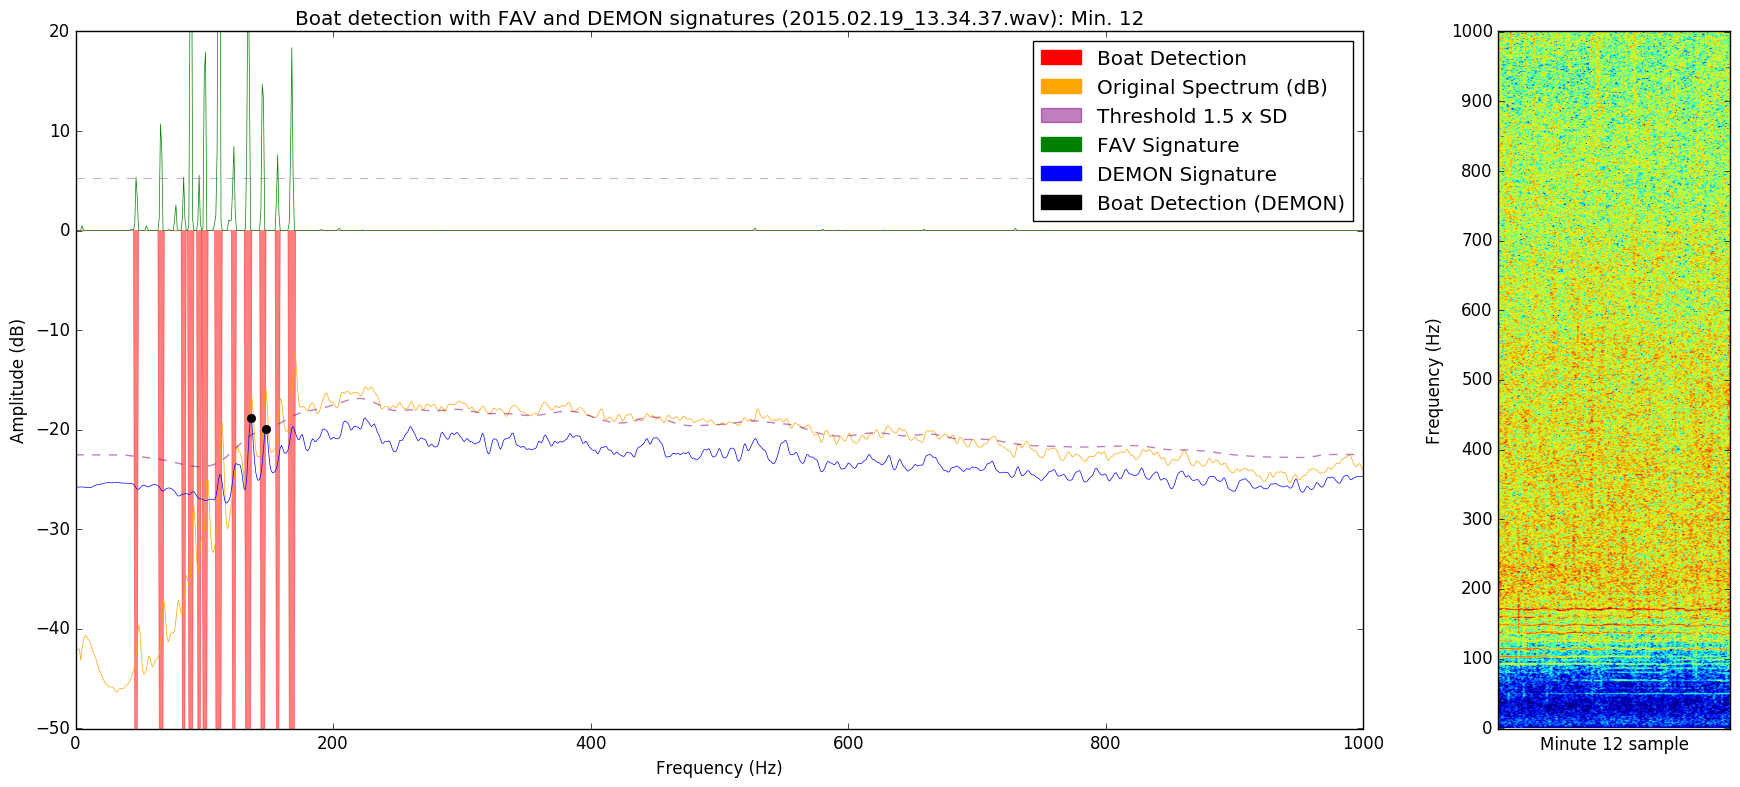 Boat detection with FAV and DEMON signatures (2015.02.19_13.34.37.wav): Min. 12
Boat Detection
Original Spectrum (dB)
Threshold 1.5 x SD
FAV Signature
DEMON Signature
Boat Detection (DEMON)
Amplitude (dB)
20
10
0
−10
−20
−30
−40
−50
0
200
400
600
800
1000
Frequency (Hz)
Frequency (Hz)
1000
900
800
700
600
500
400
300
200
100
0
Minute 12 sample